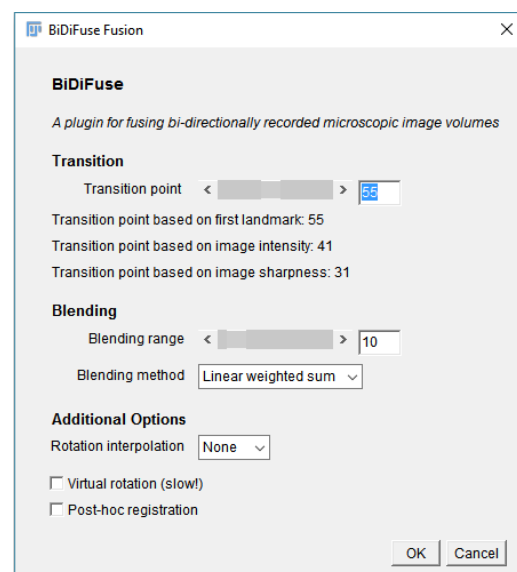 BiDiFuse Fusion
BiDiFuse
A plugin for fusing bi-directionally recorded microscopic image volumes
Transition
Transition point < > 55
Transition point based on first landmark: 55
Transition point based on image intensity: 41
Transition point based on image sharpness: 31
Blending
Blending range < > 10
Blending method Linear weighted sum
Additional Options
Rotation interpolation None
Virtual rotation (slow!)
Post-hoc registration
OK Cancel